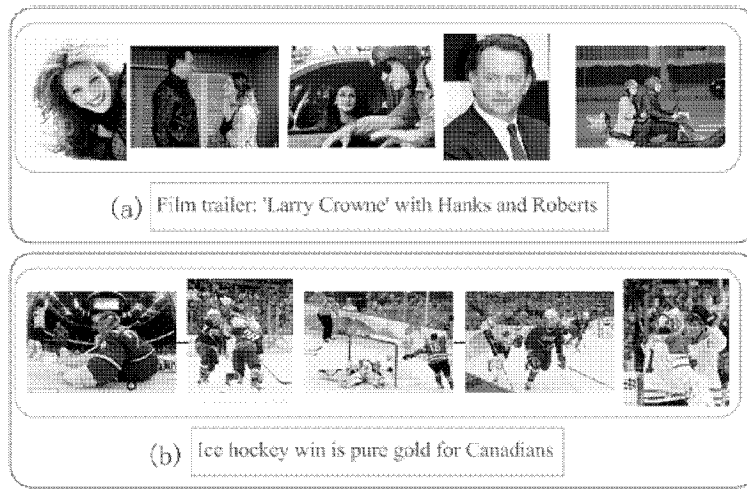 (a) Film trailer: 'Larry Crowne' with Hanks and Roberts
(b) Ice hockey win is pure gold for Canadians